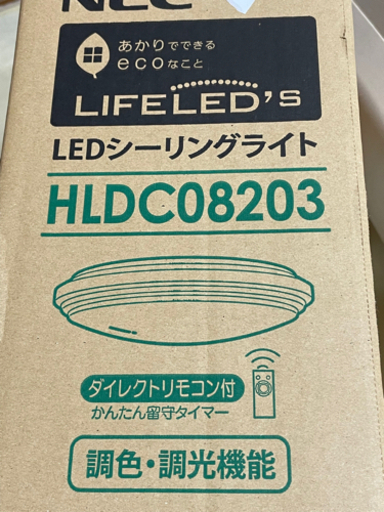 NEC
あかりでできる
ecoなこと
LIFELED'S
LEDシーリングライト
HLDC08203
ダイレクトリモコン付
かんたん留守タイマー
調色・調光機能